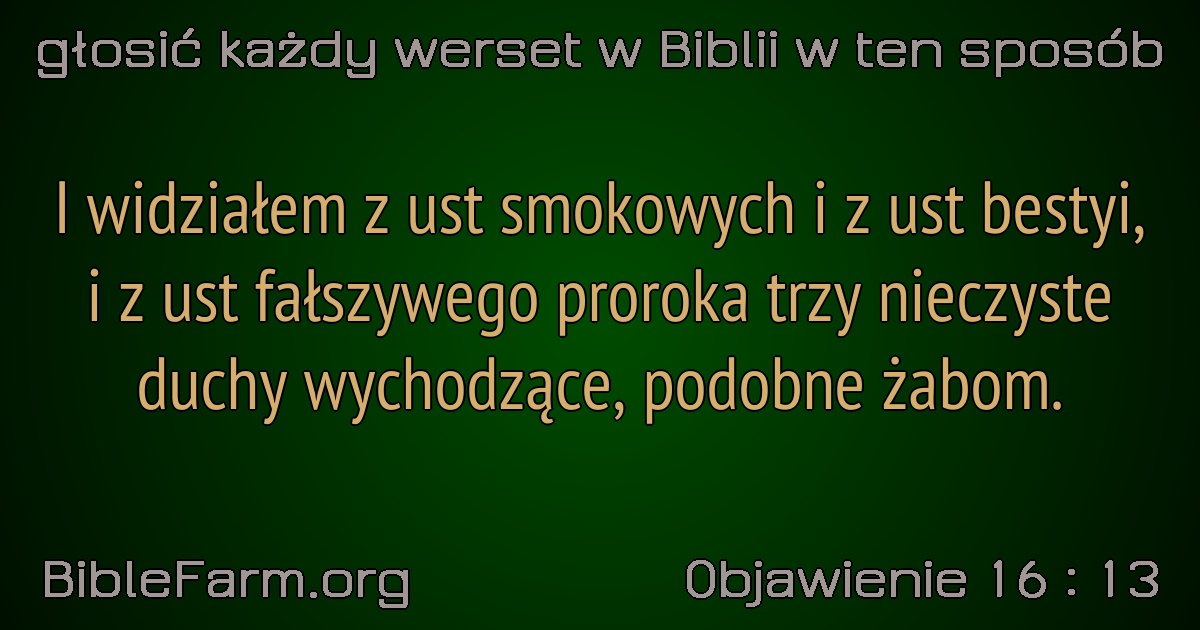 głosić każdy werset w Biblii w ten sposób
I widziałem z ust smokowych i z ust bestyi,
i z ust fałszywego proroka trzy nieczyste
duchy wychodzące, podobne żabom.
BibleFarm.org
Objawienie 16 : 13